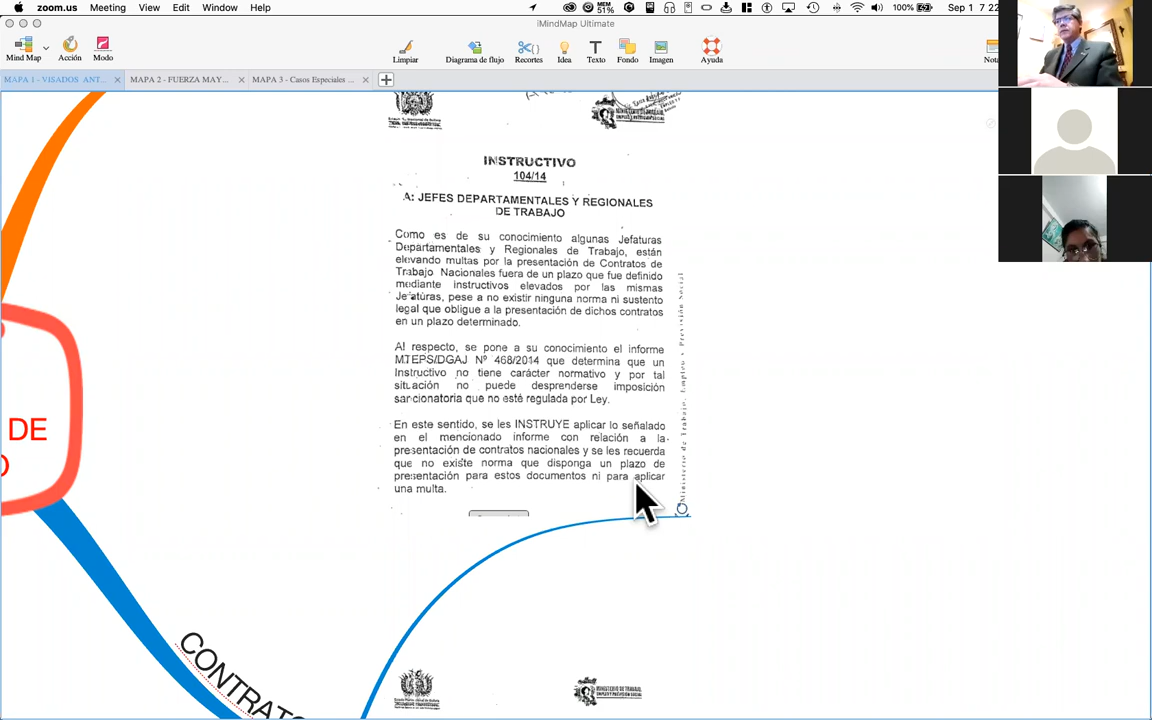 zoom.us Meeting View Edit Window Help MEM 51% 100% Sep 1 7 22
iMindMap Ultimate
Mind Map Acción Modo Limpiar Diagrama de flujo Recortes Idea Texto Fondo Imagen Ayuda Nota
MAPA 1 - VISADOS ANT... MAPA 2 - FUERZA MAY... MAPA 3 - Casos Especiales ...
INSTRUCTIVO
104/14
A: JEFES DEPARTAMENTALES Y REGIONALES
DE TRABAJO
Como es de su conocimiento algunas Jefaturas
Departamentales y Regionales de Trabajo, están
elevando multas por la presentación de Contratos de
Trabajo Nacionales fuera de un plazo que fue definido
mediante instructivos elevados por las mismas
Jefaturas, pese a no existir ninguna norma ni sustento
legal que obligue a la presentación de dichos contratos
en un plazo determinado.
Al respecto, se pone a su conocimiento el informe
MTEPS/DGAJ Nº 468/2014 que determina que un
Instructivo no tiene carácter normativo y por tal
situación no puede desprenderse imposición
sancionatoria que no esté regulada por Ley.
En este sentido, se les INSTRUYE aplicar lo señalado
en el mencionado informe con relación a la
presentación de contratos nacionales y se les recuerda
que no existe norma que disponga un plazo de
presentación para estos documentos ni para aplicar
una multa.
Ministerio de Trabajo, Empleo y Previsión Social
DE
O
CONTRATO
MINISTERIO DE TRABAJO,
EMPLEO Y PREVISIÓN SOCIAL